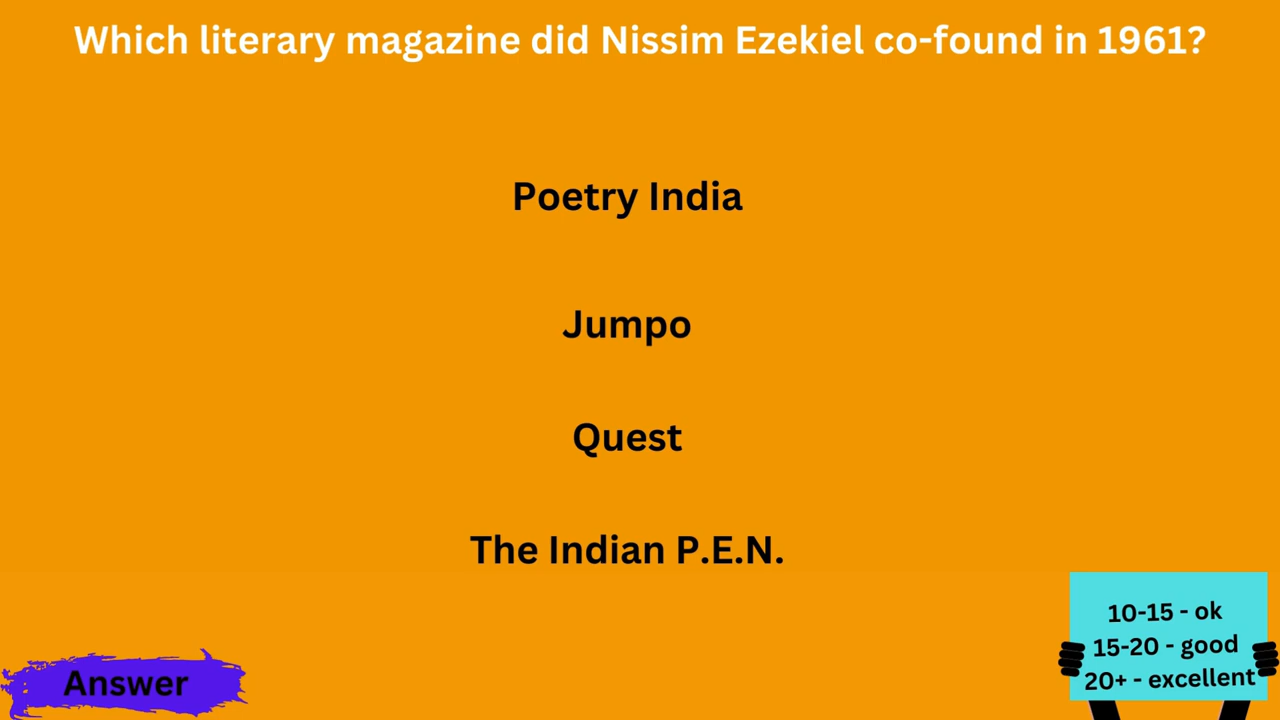 Which literary magazine did Nissim Ezekiel co-found in 1961?
Poetry India
Jumpo
Quest
The Indian P.E.N.
Answer
10-15 - ok
15-20 - good
20+ - excellent